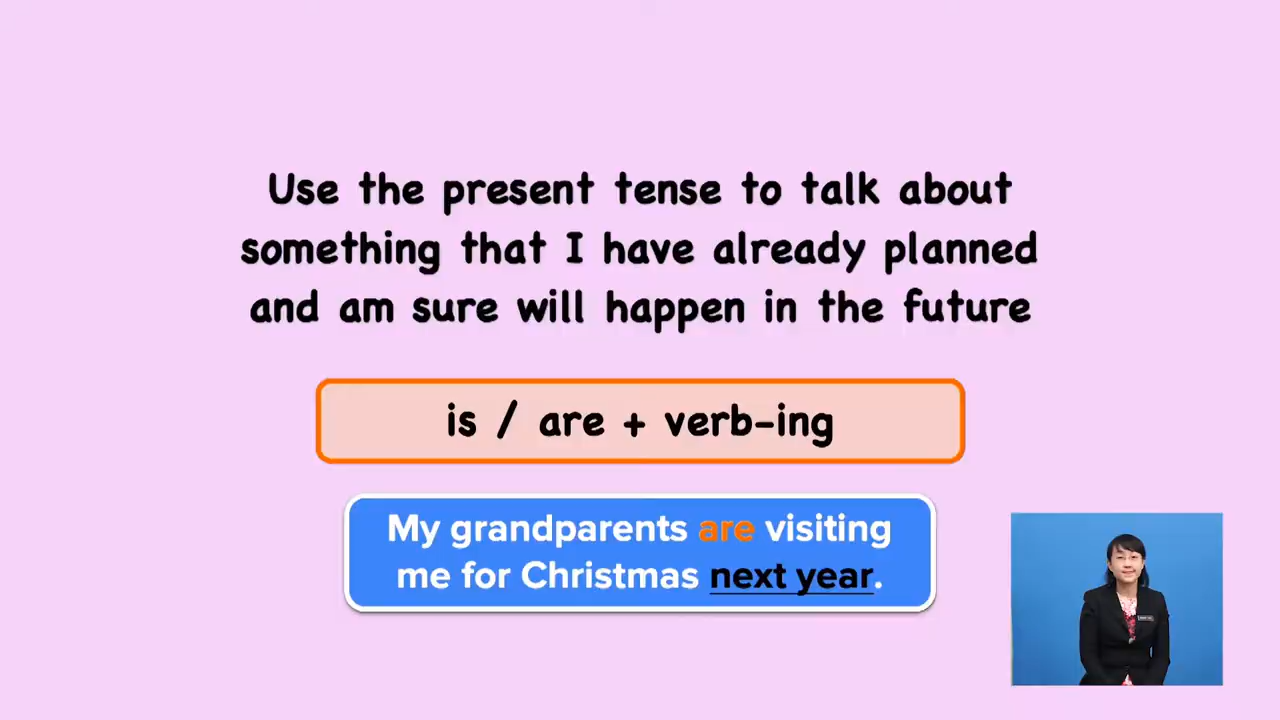 Use the present tense to talk about
something that I have already planned
and am sure will happen in the future
is / are + verb-ing
My grandparents are visiting
me for Christmas next year.